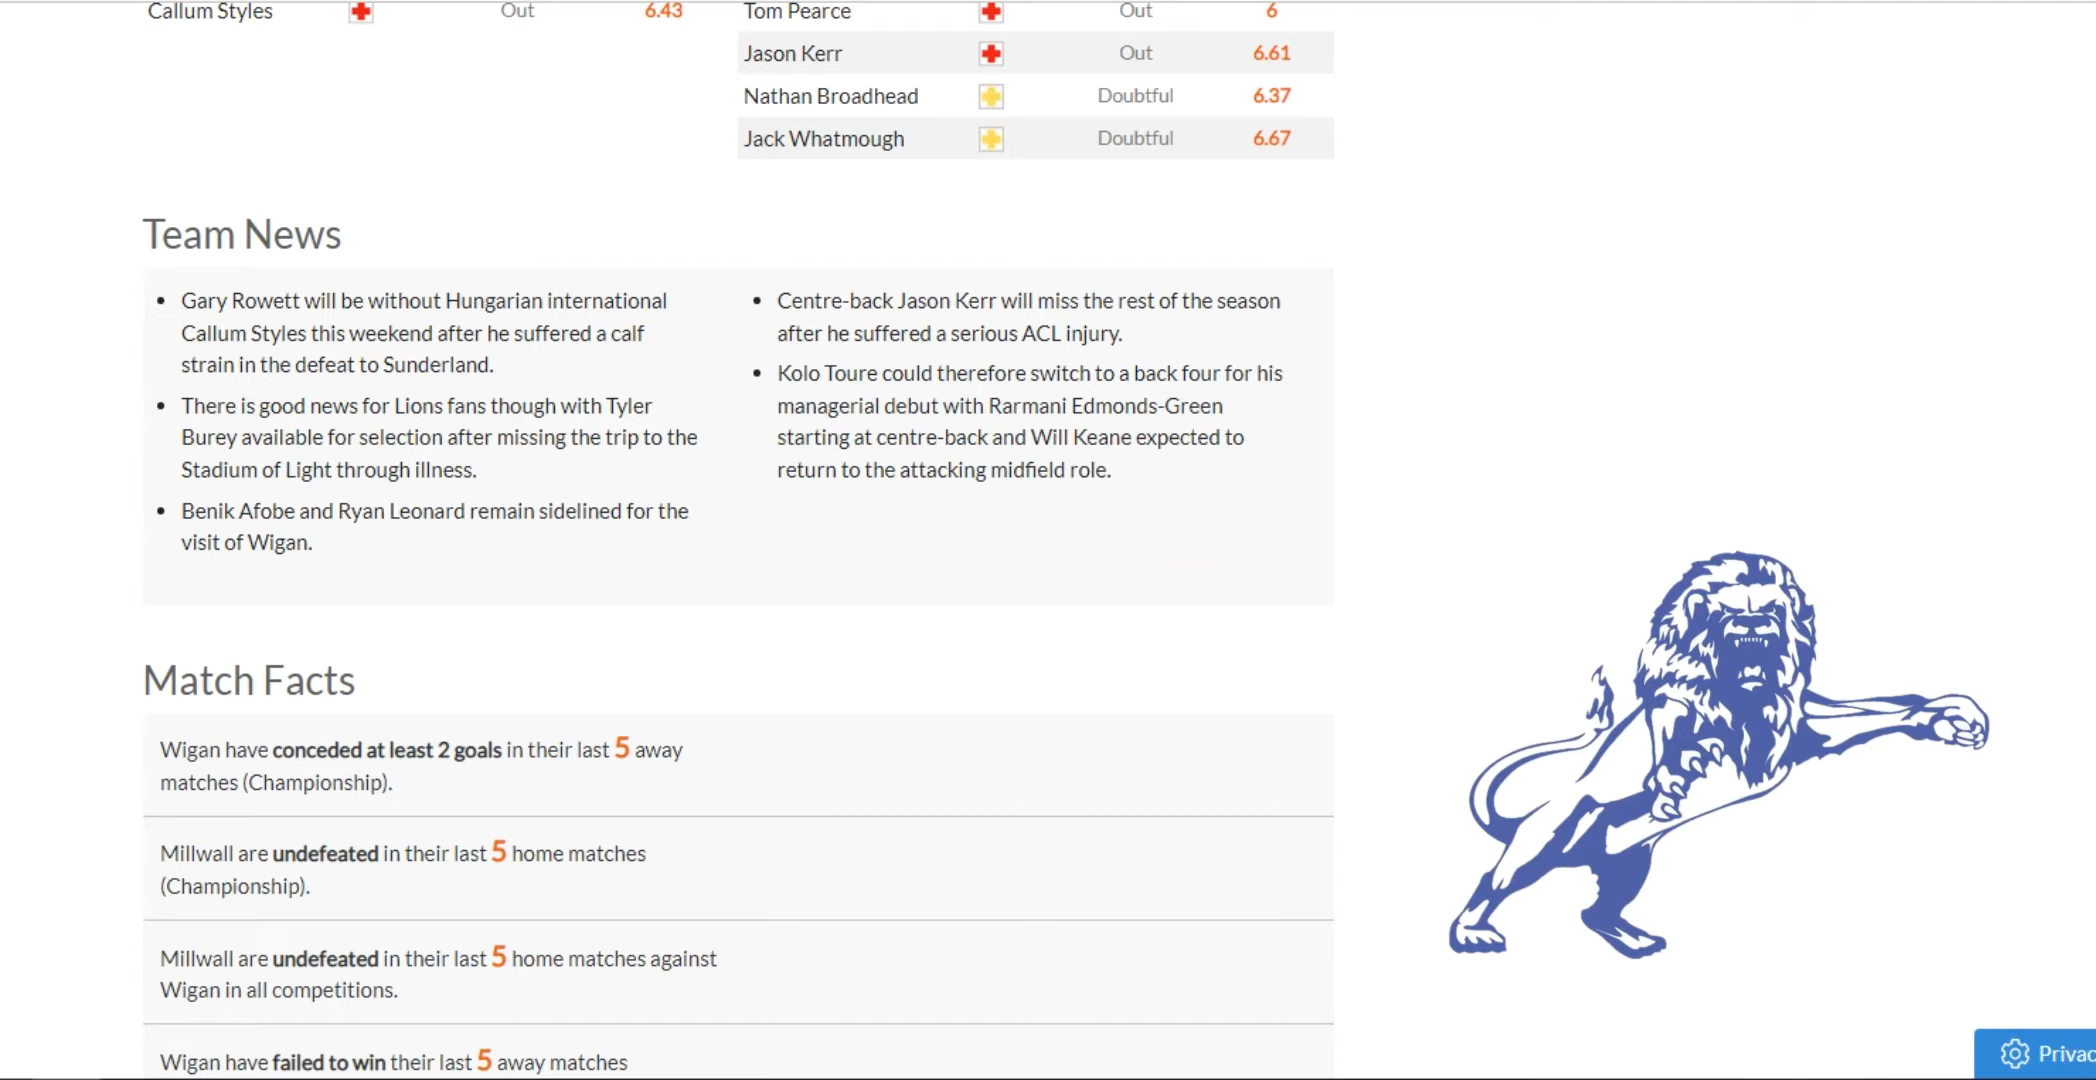 Callum Styles Out 6.43
Tom Pearce Out 6
Jason Kerr Out 6.61
Nathan Broadhead Doubtful 6.37
Jack Whatmough Doubtful 6.67
Team News
Gary Rowett will be without Hungarian international
Callum Styles this weekend after he suffered a calf
strain in the defeat to Sunderland.
There is good news for Lions fans though with Tyler
Burey available for selection after missing the trip to the
Stadium of Light through illness.
Benik Afobe and Ryan Leonard remain sidelined for the
visit of Wigan.
Centre-back Jason Kerr will miss the rest of the season
after he suffered a serious ACL injury.
Kolo Toure could therefore switch to a back four for his
managerial debut with Rarmani Edmonds-Green
starting at centre-back and Will Keane expected to
return to the attacking midfield role.
Match Facts
Wigan have conceded at least 2 goals in their last 5 away
matches (Championship).
Millwall are undefeated in their last 5 home matches
(Championship).
Millwall are undefeated in their last 5 home matches against
Wigan in all competitions.
Wigan have failed to win their last 5 away matches
Privac